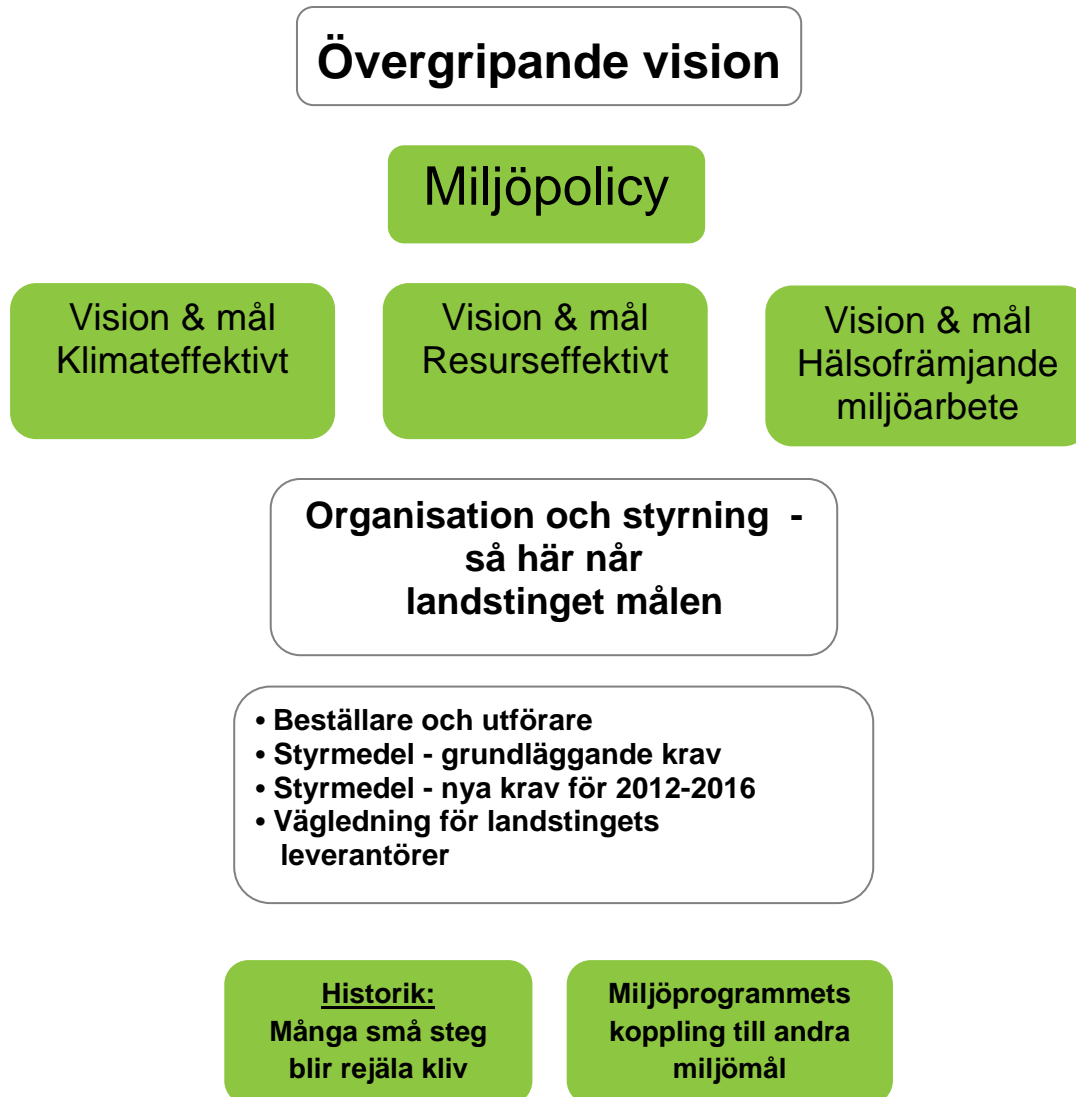 Övergripande vision
Miljöpolicy
Vision & mål
Klimateffektivt
Vision & mål
Resurseffektivt
Vision & mål
Hälsofrämjande
miljöarbete
Organisation och styrning -
så här når
landstinget målen
• Beställare och utförare
• Styrmedel - grundläggande krav
• Styrmedel - nya krav för 2012-2016
• Vägledning för landstingets
leverantörer
Historik:
Många små steg
blir rejäla kliv
Miljöprogrammets
koppling till andra
miljömål